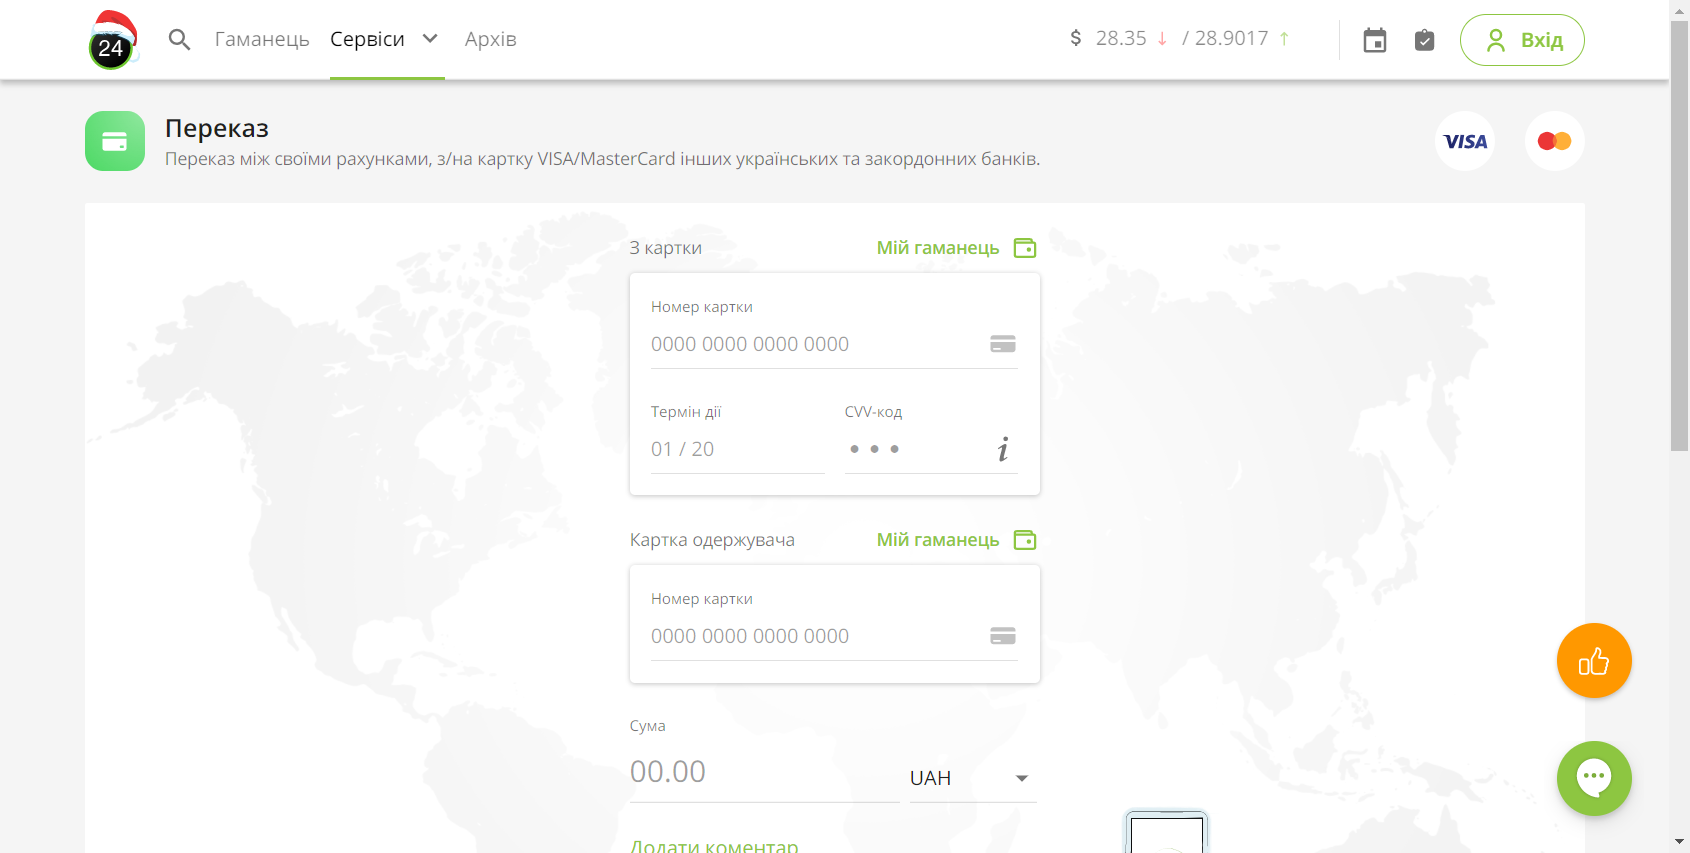 24
Гаманець
Сервіси
Архів
$ 28.35 ↓ / 28.9017 ↑
Вхід
Переказ
Переказ між своїми рахунками, з/на картку VISA/MasterCard інших українських та закордонних банків.
VISA
З картки
Мій гаманець
Номер картки
0000 0000 0000 0000
Термін дії
CVV-код
01 / 20
• • •
i
Картка одержувача
Мій гаманець
Номер картки
0000 0000 0000 0000
Сума
00.00
UAH
Додати коментар